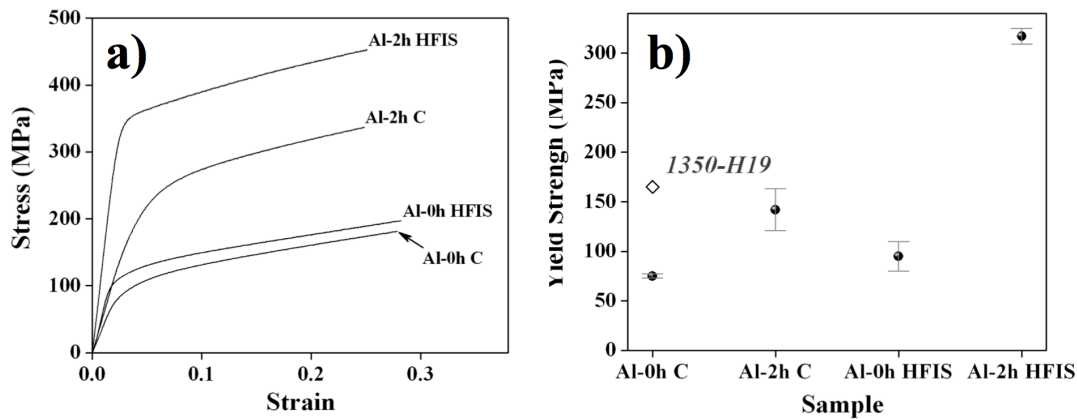 a)
500
400
300
200
100
0
Stress (MPa)
Al-2h HFIS
Al-2h C
Al-0h HFIS
Al-0h C
0.0 0.1 0.2 0.3
Strain
b)
300
250
200
150
100
50
0
Yield Strengh (MPa)
1350-H19
Al-0h C Al-2h C Al-0h HFIS Al-2h HFIS
Sample